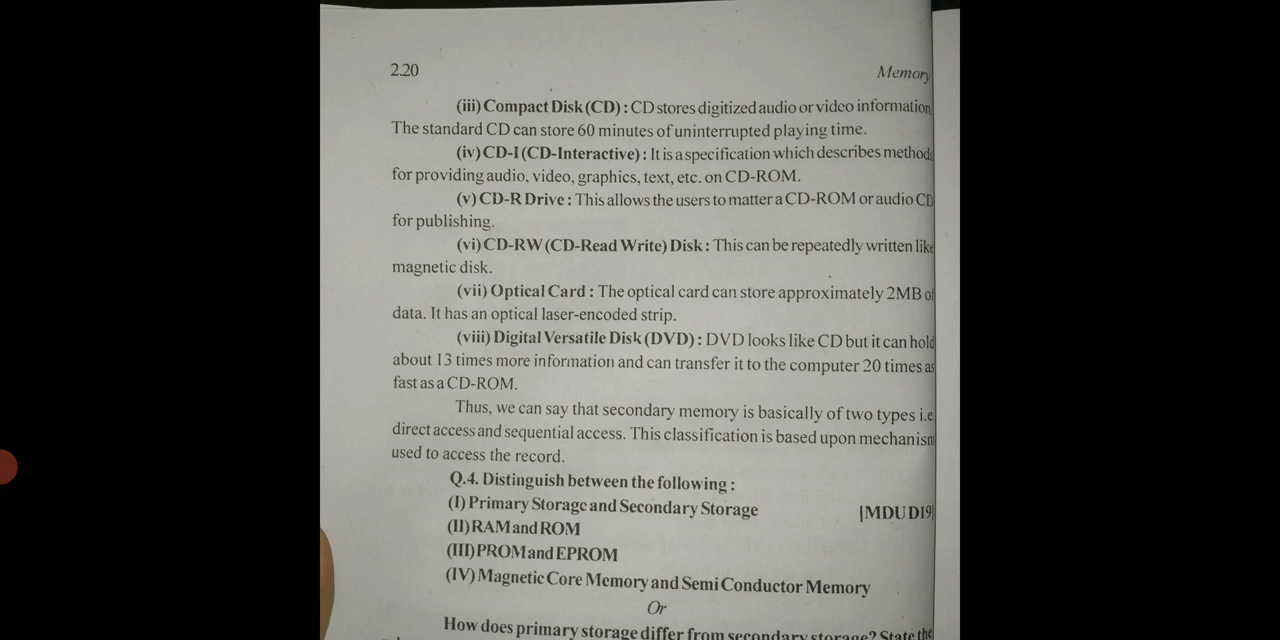 2.20 Memory
(iii) Compact Disk (CD) : CD stores digitized audio or video information
The standard CD can store 60 minutes of uninterrupted playing time.
(iv) CD-I (CD-Interactive) : It is a specification which describes methods
for providing audio, video, graphics, text, etc. on CD-ROM.
(v) CD-R Drive : This allows the users to matter a CD-ROM or audio CD
for publishing.
(vi) CD-RW (CD-Read Write) Disk : This can be repeatedly written like
magnetic disk.
(vii) Optical Card : The optical card can store approximately 2MB of
data. It has an optical laser-encoded strip.
(viii) Digital Versatile Disk (DVD) : DVD looks like CD but it can hold
about 13 times more information and can transfer it to the computer 20 times as
fast as a CD-ROM.
Thus, we can say that secondary memory is basically of two types i.e.
direct access and sequential access. This classification is based upon mechanism
used to access the record.
Q.4. Distinguish between the following :
(I) Primary Storage and Secondary Storage [MDU D19]
(II) RAM and ROM
(III) PROM and EPROM
(IV) Magnetic Core Memory and Semi Conductor Memory
Or
How does primary storage differ from secondary storage? State the